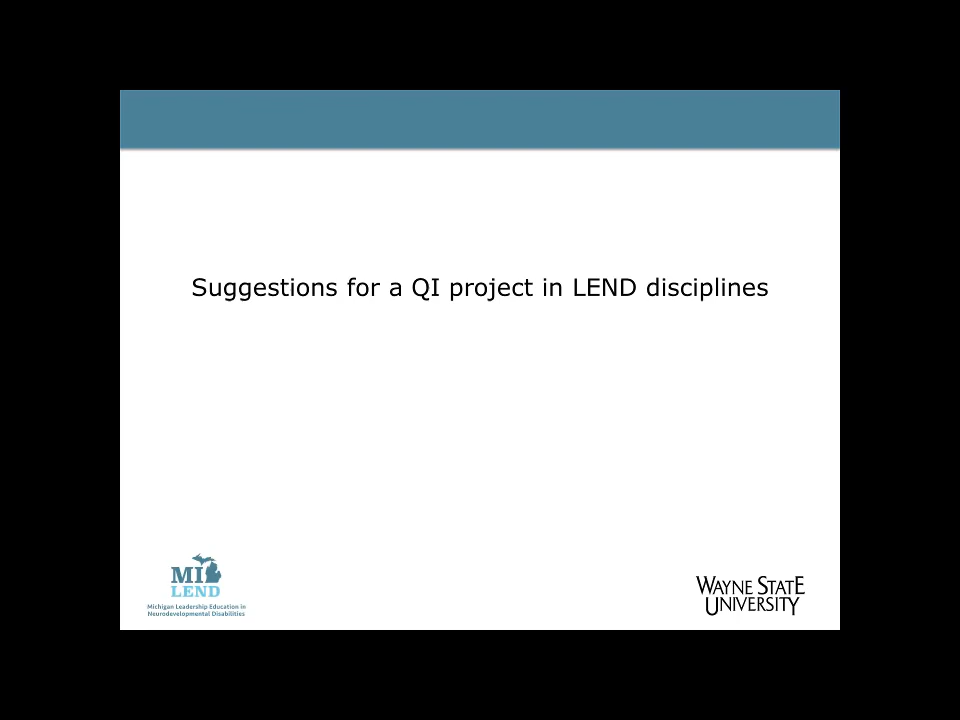 Suggestions for a QI project in LEND disciplines
MI
LEND
Michigan Leadership Education in
Neurodevelopmental Disabilities
WAYNE STATE
UNIVERSITY